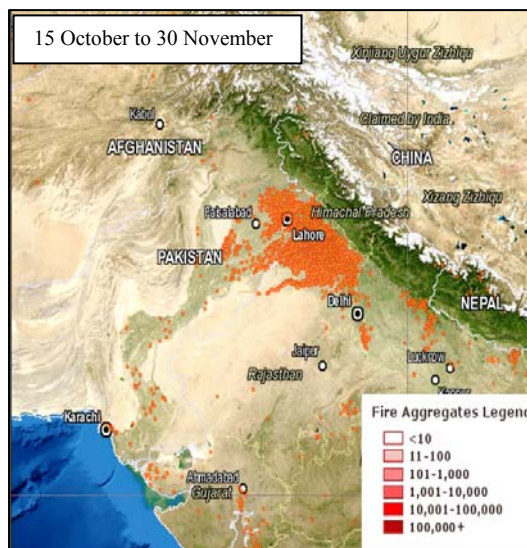 15 October to 30 November
Xinjiang Uygur Zizhiqu
Kabul
Claimed by India
AFGHANISTAN
CHINA
Xizang Zizhiqu
Faisalabad
Himachal Pradesh
Lahore
PAKISTAN
NEPAL
Delhi
Jaipur
Lucknow
Rajasthan
Karachi
Ahmadabad
Gujarat
Fire Aggregates Legen
<10
11-100
101-1,000
1,001-10,000
10,001-100,000
100,000+